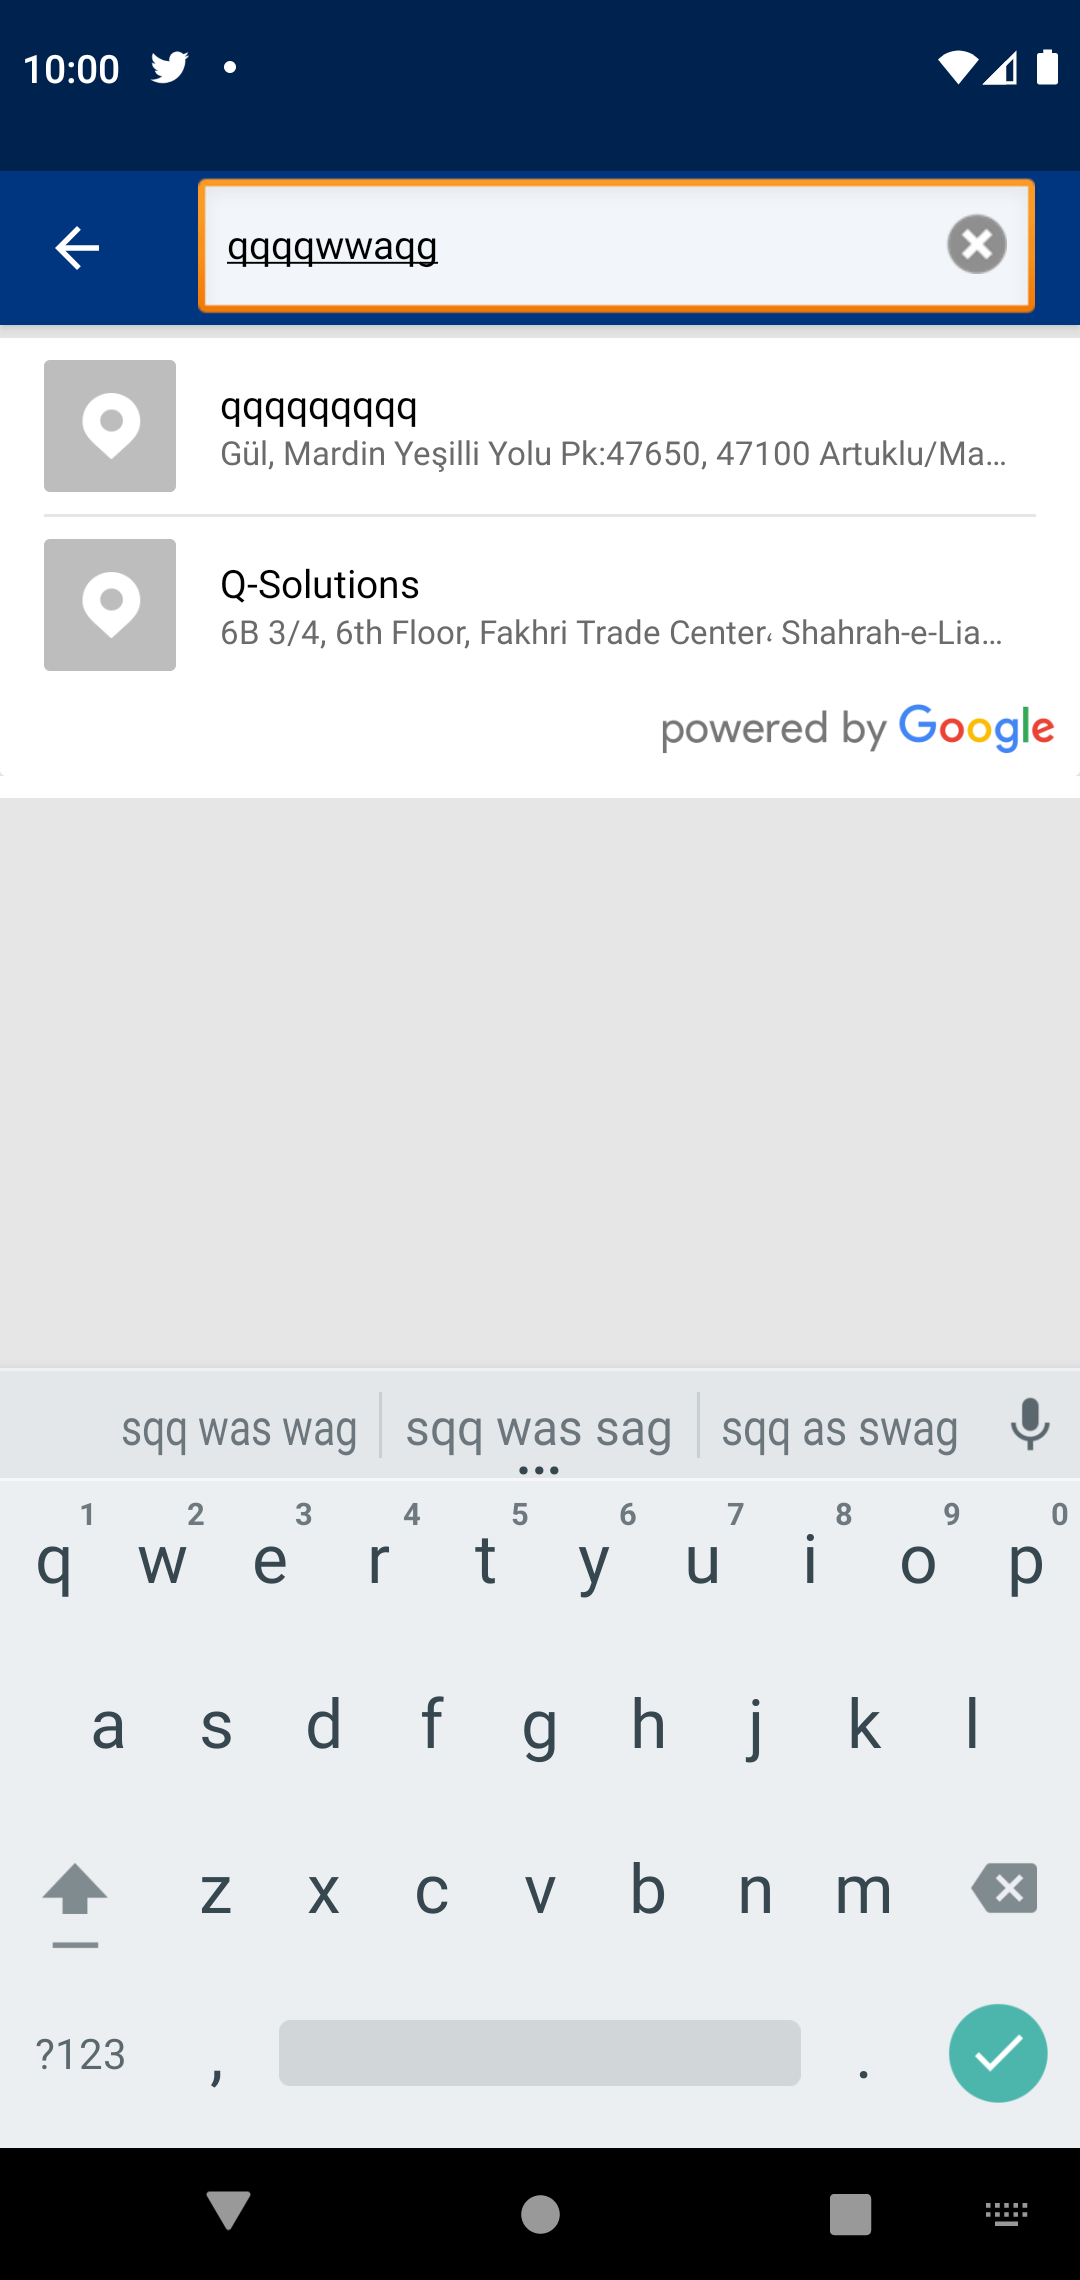 10:00
qqqqwwaqg
qqqqqqqqq
Gül, Mardin Yeşilli Yolu Pk:47650, 47100 Artuklu/Ma...
Q-Solutions
6B 3/4, 6th Floor, Fakhri Trade Center، Shahrah-e-Lia...
powered by Google
sqq was wag sqq was sag sqq as swag
1 2 3 4 5 6 7 8 9 0
q w e r t y u i o p
a s d f g h j k l
z x c v b n m
?123 , .